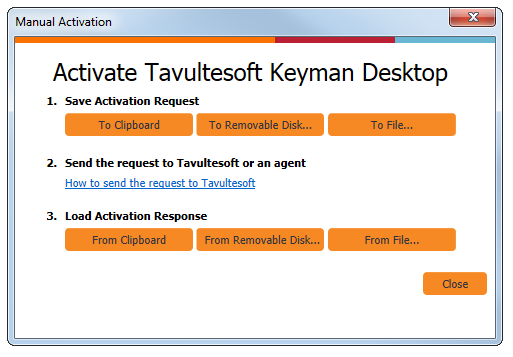 Manual Activation
Activate Tavultesoft Keyman Desktop
1. Save Activation Request
To Clipboard To Removable Disk... To File...
2. Send the request to Tavultesoft or an agent
How to send the request to Tavultesoft
3. Load Activation Response
From Clipboard From Removable Disk... From File...
Close